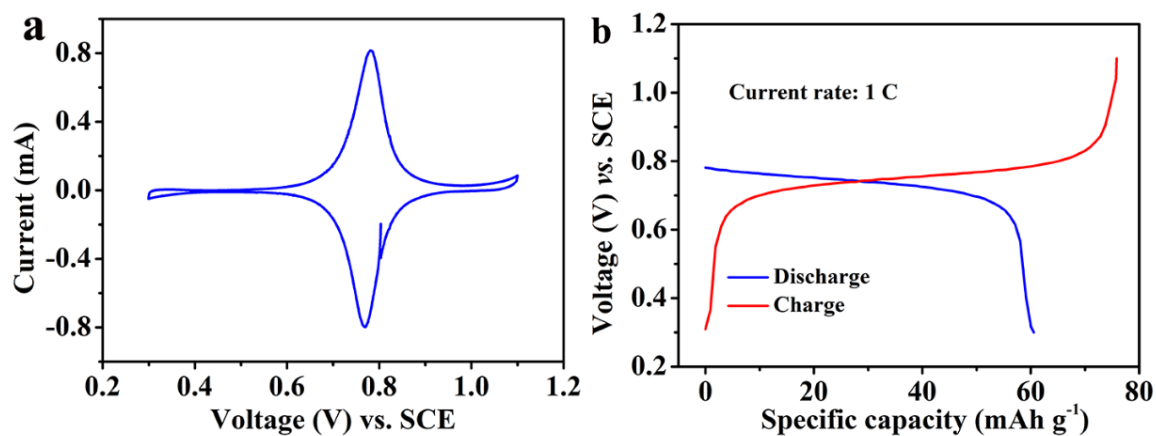 a
0.8
0.4
0.0
-0.4
-0.8
Current (mA)
0.2 0.4 0.6 0.8 1.0 1.2
Voltage (V) vs. SCE
b
1.2
1.0
0.8
0.6
0.4
0.2
Voltage (V) vs. SCE
Current rate: 1 C
Discharge
Charge
0 20 40 60 80
Specific capacity (mAh g⁻¹)